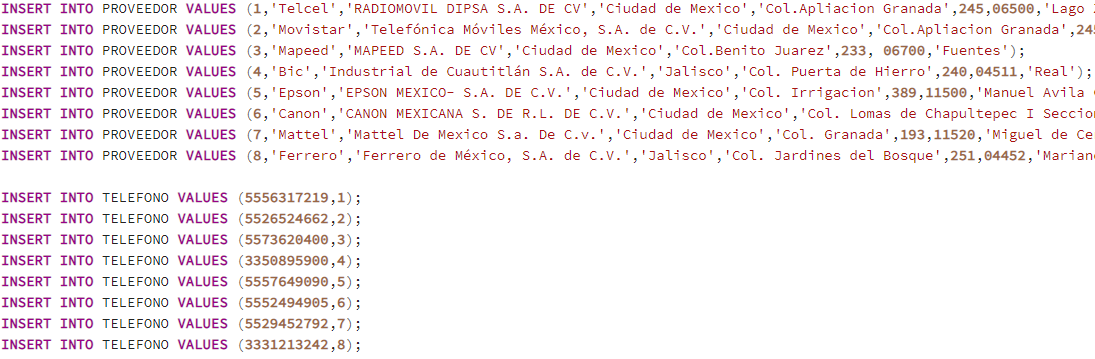 INSERT INTO PROVEEDOR VALUES (1,'Telcel','RADIOMOVIL DIPSA S.A. DE CV','Ciudad de Mexico','Col.Apliacion Granada',245,06500,'Lago
INSERT INTO PROVEEDOR VALUES (2,'Movistar','Telefónica Móviles México, S.A. de C.V.','Ciudad de Mexico','Col.Apliacion Granada',245
INSERT INTO PROVEEDOR VALUES (3,'Mapeed','MAPEED S.A. DE CV','Ciudad de Mexico','Col.Benito Juarez',233, 06700,'Fuentes');
INSERT INTO PROVEEDOR VALUES (4,'Bic','Industrial de Cuautitlán S.A. de C.V.','Jalisco','Col. Puerta de Hierro',240,04511,'Real');
INSERT INTO PROVEEDOR VALUES (5,'Epson','EPSON MEXICO- S.A. DE C.V.','Ciudad de Mexico','Col. Irrigacion',389,11500,'Manuel Avila
INSERT INTO PROVEEDOR VALUES (6,'Canon','CANON MEXICANA S. DE R.L. DE C.V.','Ciudad de Mexico','Col. Lomas de Chapultepec I Seccion
INSERT INTO PROVEEDOR VALUES (7,'Mattel','Mattel De Mexico S.a. De C.v.','Ciudad de Mexico','Col. Granada',193,11520,'Miguel de Ce
INSERT INTO PROVEEDOR VALUES (8,'Ferrero','Ferrero de México, S.A. de C.V.','Jalisco','Col. Jardines del Bosque',251,04452,'Mariano
INSERT INTO TELEFONO VALUES (5556317219,1);
INSERT INTO TELEFONO VALUES (5526524662,2);
INSERT INTO TELEFONO VALUES (5573620400,3);
INSERT INTO TELEFONO VALUES (3350895900,4);
INSERT INTO TELEFONO VALUES (5557649090,5);
INSERT INTO TELEFONO VALUES (5552494905,6);
INSERT INTO TELEFONO VALUES (5529452792,7);
INSERT INTO TELEFONO VALUES (3331213242,8);